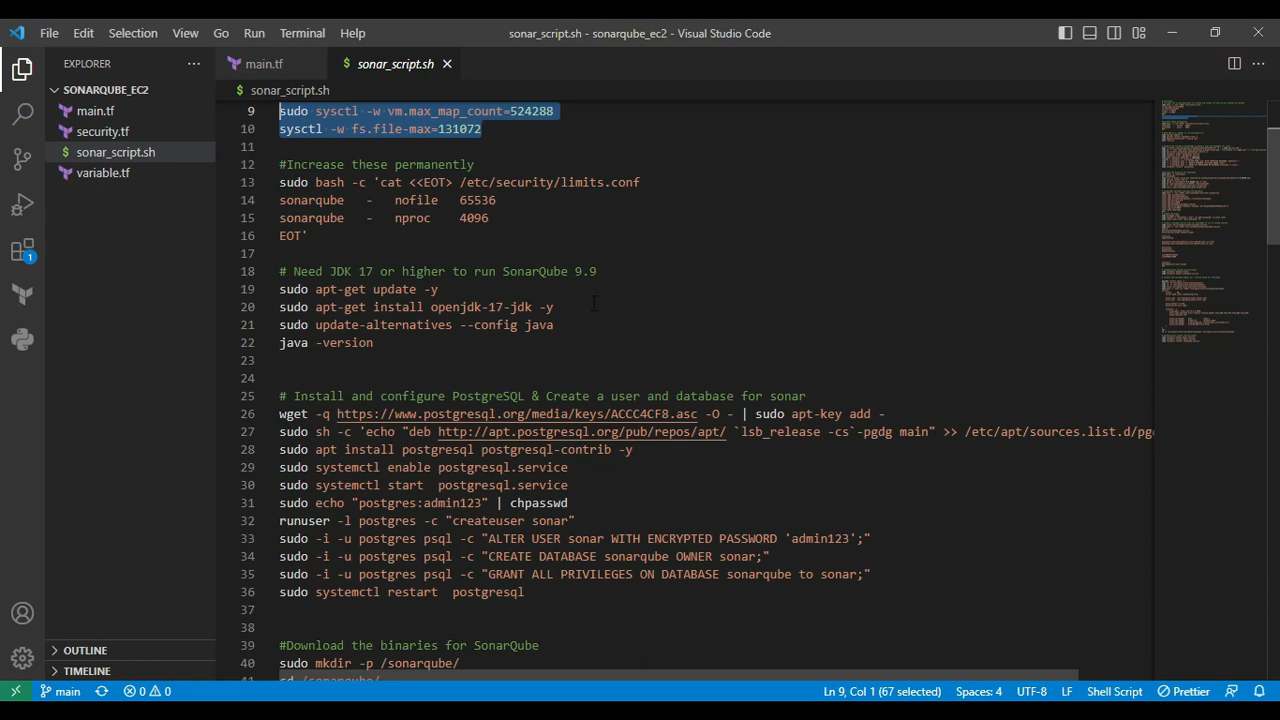 File Edit Selection View Go Run Terminal Help
sonar_script.sh - sonarqube_ec2 - Visual Studio Code
EXPLORER
SONARQUBE_EC2
main.tf
security.tf
$ sonar_script.sh
variable.tf
OUTLINE
TIMELINE
1
main.tf
$ sonar_script.sh
$ sonar_script.sh
9 sudo sysctl -w vm.max_map_count=524288
10 sysctl -w fs.file-max=131072
11
12 #Increase these permanently
13 sudo bash -c 'cat <<EOT> /etc/security/limits.conf
14 sonarqube - nofile 65536
15 sonarqube - nproc 4096
16 EOT'
17
18 # Need JDK 17 or higher to run SonarQube 9.9
19 sudo apt-get update -y
20 sudo apt-get install openjdk-17-jdk -y
21 sudo update-alternatives --config java
22 java -version
23
24
25 # Install and configure PostgreSQL & Create a user and database for sonar
26 wget -q https://www.postgresql.org/media/keys/ACCC4CF8.asc -O - | sudo apt-key add -
27 sudo sh -c 'echo "deb http://apt.postgresql.org/pub/repos/apt/ `lsb_release -cs`-pgdg main" >> /etc/apt/sources.list.d/pg
28 sudo apt install postgresql postgresql-contrib -y
29 sudo systemctl enable postgresql.service
30 sudo systemctl start postgresql.service
31 sudo echo "postgres:admin123" | chpasswd
32 runuser -l postgres -c "createuser sonar"
33 sudo -i -u postgres psql -c "ALTER USER sonar WITH ENCRYPTED PASSWORD 'admin123';"
34 sudo -i -u postgres psql -c "CREATE DATABASE sonarqube OWNER sonar;"
35 sudo -i -u postgres psql -c "GRANT ALL PRIVILEGES ON DATABASE sonarqube to sonar;"
36 sudo systemctl restart postgresql
37
38
39 #Download the binaries for SonarQube
40 sudo mkdir -p /sonarqube/
41 cd /sonarqube/
main 0 0 Ln 9, Col 1 (67 selected) Spaces: 4 UTF-8 LF Shell Script Prettier